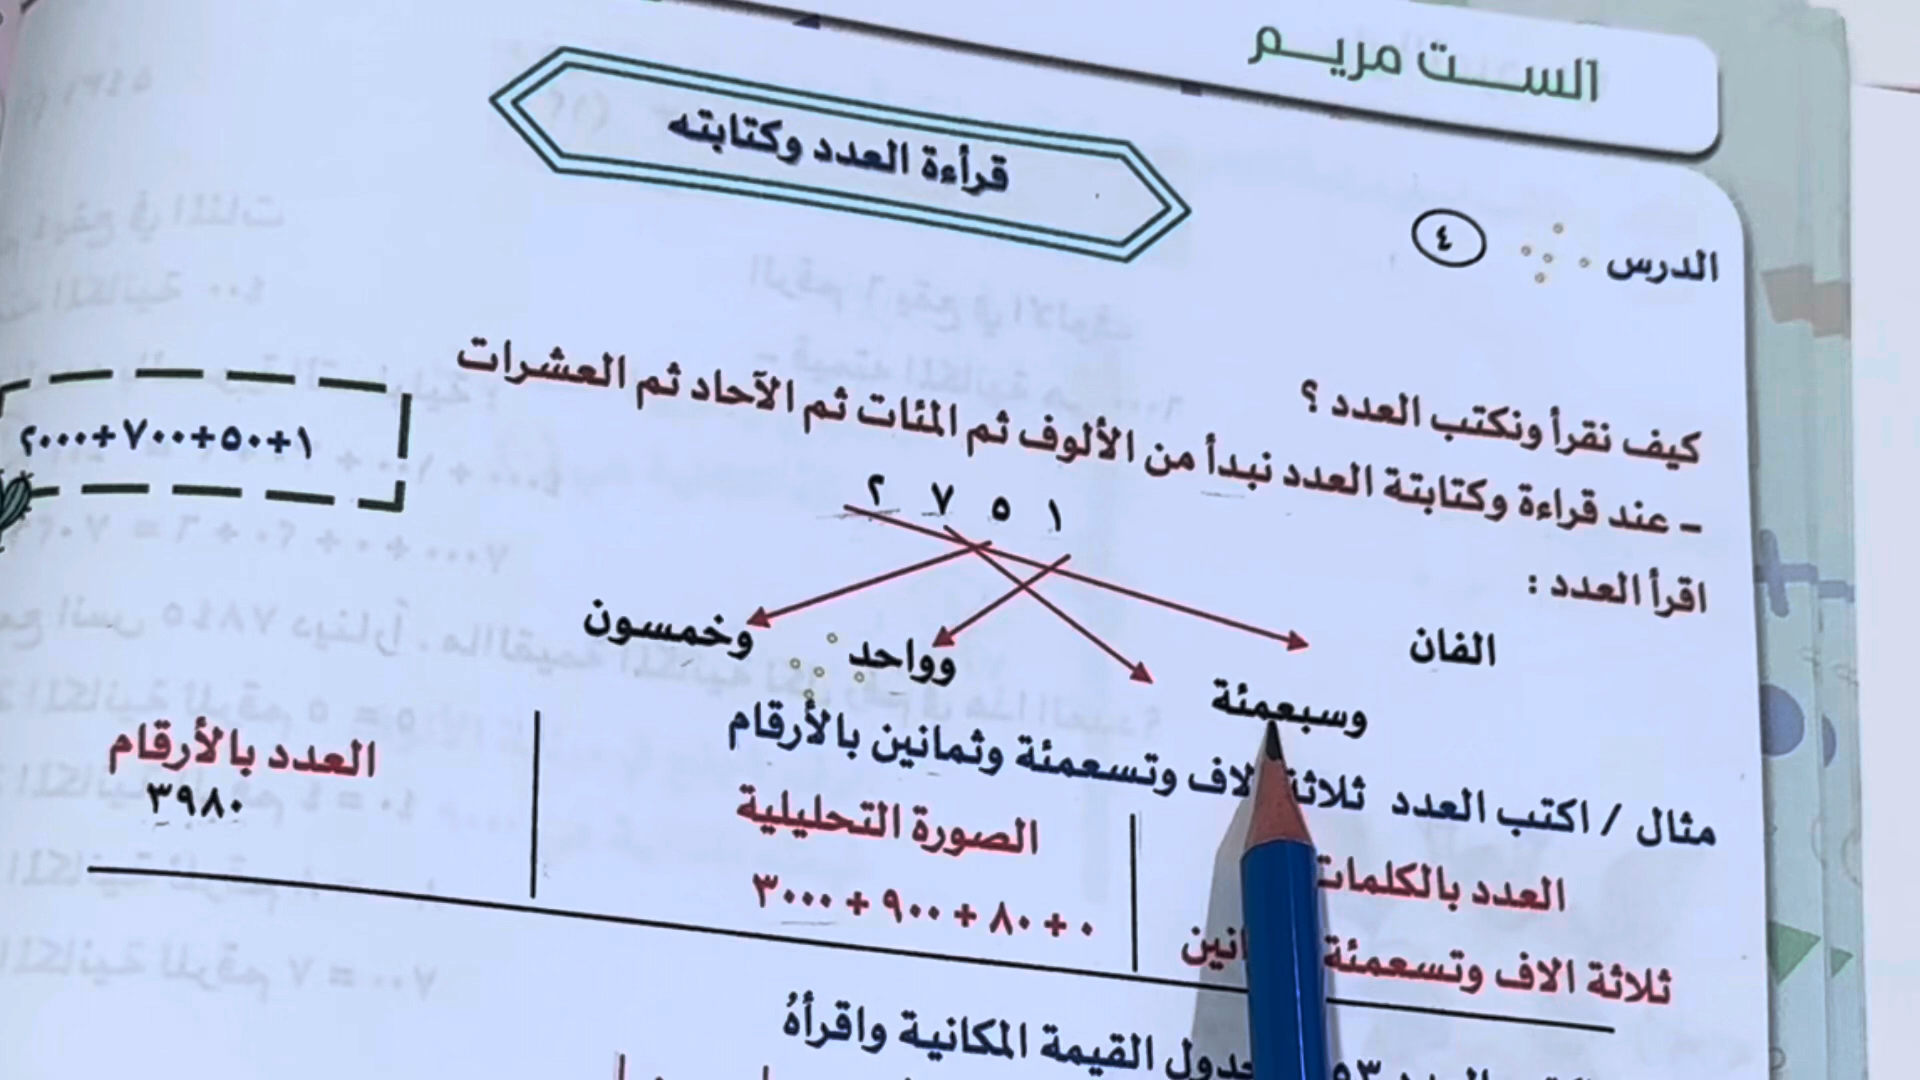 الست مريم
قرأءة العدد وكتابته
الدرس ٤
كيف نقرأ ونكتب العدد ؟
- عند قراءة وكتابتة العدد نبدأ من الألوف ثم المئات ثم الآحاد ثم العشرات
٢٠٠٠+٧٠٠+٥٠+١
اقرأ العدد :
٢ ٧ ٥ ١
الفان وسبعمئة وواحد وخمسون
مثال / اكتب العدد ثلاثة الاف وتسعمئة وثمانين بالأرقام
العدد بالكلمات
ثلاثة الاف وتسعمئة
الصورة التحليلية
٣٠٠٠ + ٩٠٠ + ٨٠ + ٠
العدد بالأرقام
٣٩٨٠
القيمة المكانية واقرأهُ